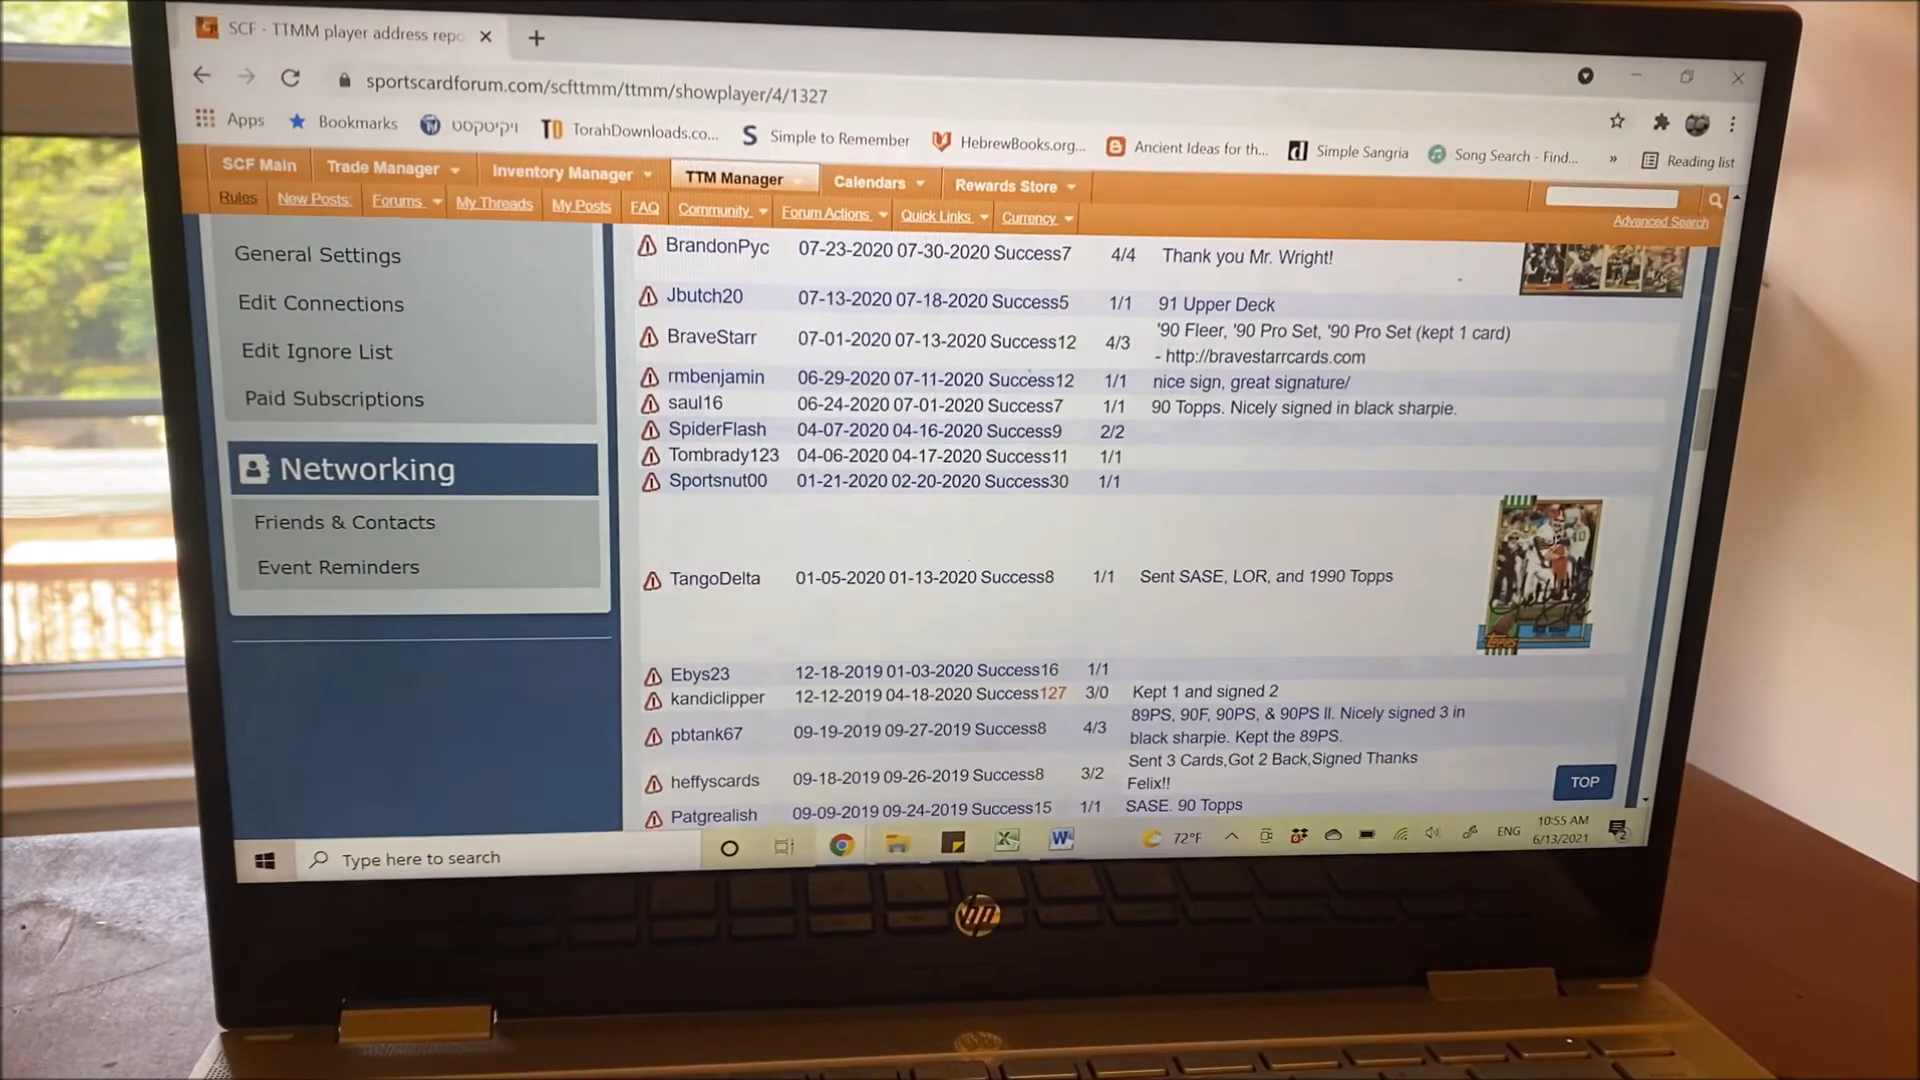 SCF - TTMM player address repo
sportscardforum.com/scfttmm/ttmm/showplayer/4/1327
Apps Bookmarks ויקיטקסט TorahDownloads.co... Simple to Remember HebrewBooks.org... Ancient Ideas for th... Simple Sangria Song Search - Find... » Reading list
SCF Main Trade Manager Inventory Manager TTM Manager Calendars Rewards Store
Rules New Posts Forums My Threads My Posts FAQ Community Forum Actions Quick Links Currency Advanced Search
General Settings
Edit Connections
Edit Ignore List
Paid Subscriptions
Networking
Friends & Contacts
Event Reminders
BrandonPyc 07-23-2020 07-30-2020 Success7 4/4 Thank you Mr. Wright!
Jbutch20 07-13-2020 07-18-2020 Success5 1/1 91 Upper Deck
BraveStarr 07-01-2020 07-13-2020 Success12 4/3 '90 Fleer, '90 Pro Set, '90 Pro Set (kept 1 card)
- http://bravestarrcards.com
rmbenjamin 06-29-2020 07-11-2020 Success12 1/1 nice sign, great signature/
saul16 06-24-2020 07-01-2020 Success7 1/1 90 Topps. Nicely signed in black sharpie.
SpiderFlash 04-07-2020 04-16-2020 Success9 2/2
Tombrady123 04-06-2020 04-17-2020 Success11 1/1
Sportsnut00 01-21-2020 02-20-2020 Success30 1/1
TangoDelta 01-05-2020 01-13-2020 Success8 1/1 Sent SASE, LOR, and 1990 Topps
TOPPS
Ebys23 12-18-2019 01-03-2020 Success16 1/1
kandiclipper 12-12-2019 04-18-2020 Success127 3/0 Kept 1 and signed 2
pbtank67 09-19-2019 09-27-2019 Success8 4/3 89PS, 90F, 90PS, & 90PS II. Nicely signed 3 in
black sharpie. Kept the 89PS.
heffyscards 09-18-2019 09-26-2019 Success8 3/2 Sent 3 Cards,Got 2 Back,Signed Thanks
Felix!!
Patgrealish 09-09-2019 09-24-2019 Success15 1/1 SASE. 90 Topps
TOP
Type here to search
72°F
ENG
10:55 AM
6/13/2021
2
hp